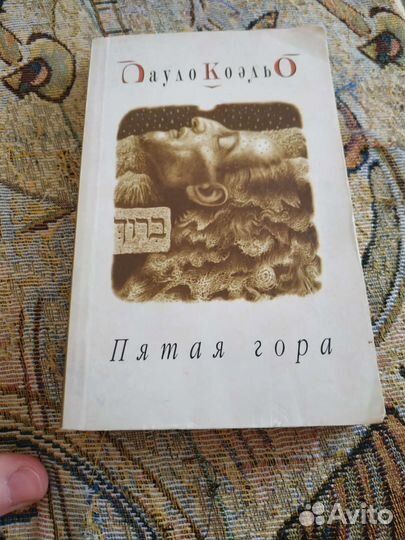 Пауло Коэльо
ברוך
Пятая гора
Avito